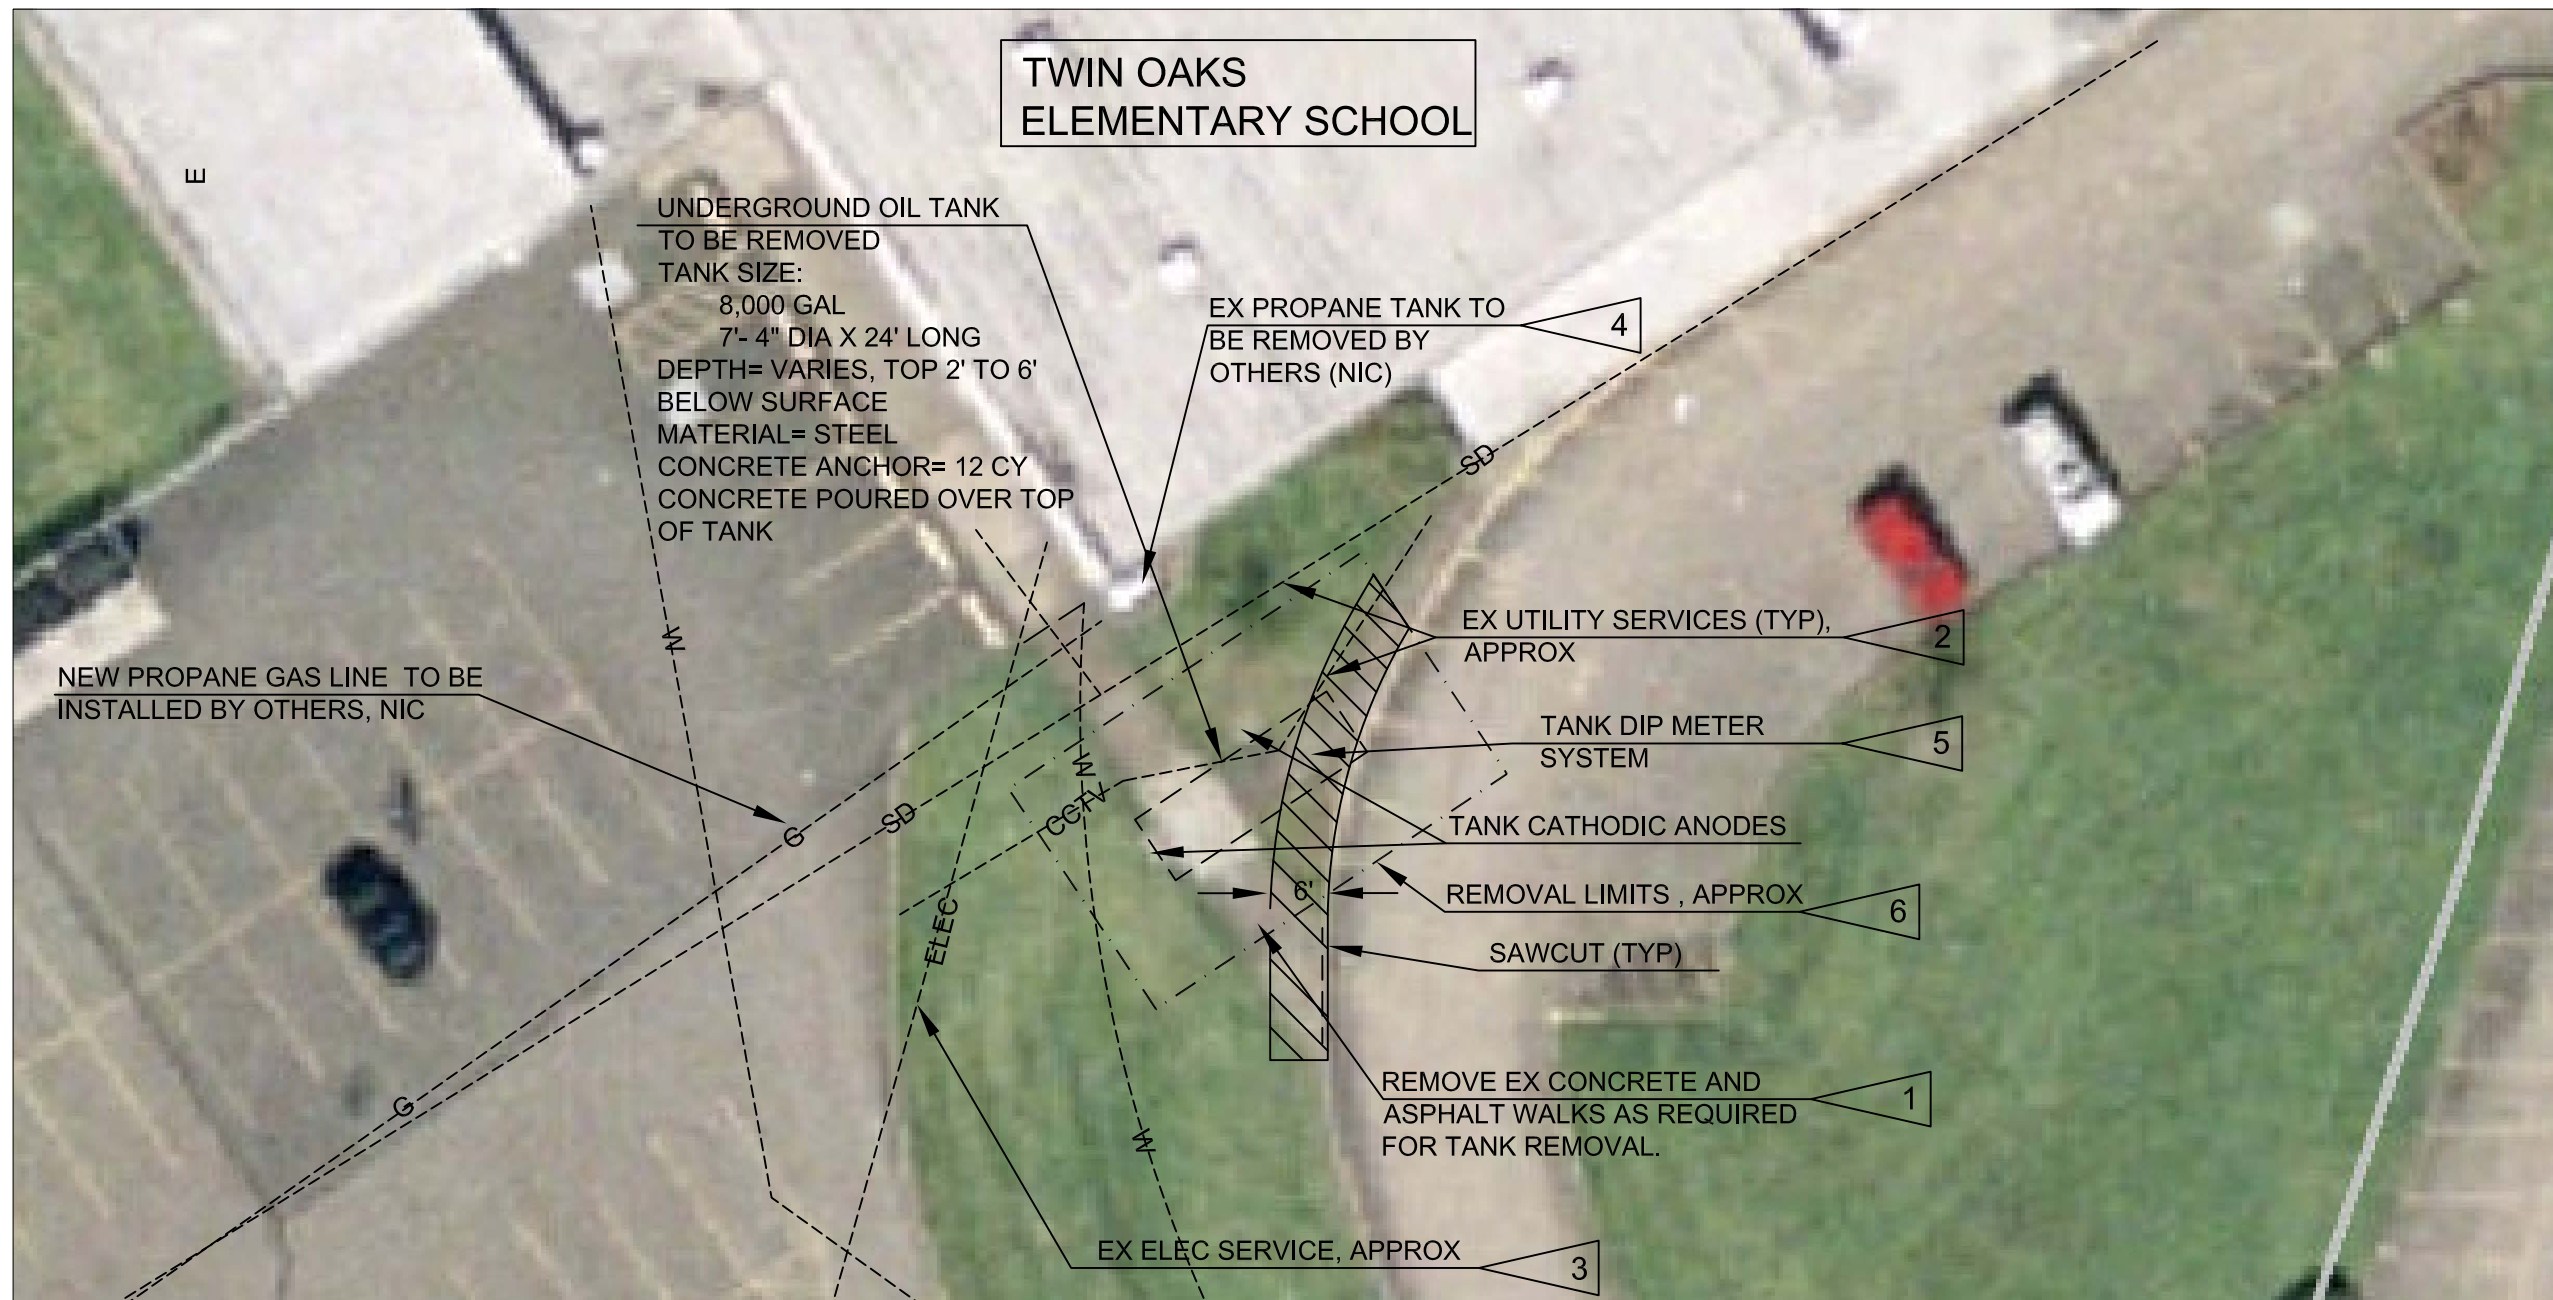 TWIN OAKS
ELEMENTARY SCHOOL
E
UNDERGROUND OIL TANK
TO BE REMOVED
TANK SIZE:
8,000 GAL
7'- 4" DIA X 24' LONG
DEPTH= VARIES, TOP 2' TO 6'
BELOW SURFACE
MATERIAL= STEEL
CONCRETE ANCHOR= 12 CY
CONCRETE POURED OVER TOP
OF TANK
EX PROPANE TANK TO
BE REMOVED BY
OTHERS (NIC)
4
SD
W
NEW PROPANE GAS LINE TO BE
INSTALLED BY OTHERS, NIC
EX UTILITY SERVICES (TYP),
APPROX
2
TANK DIP METER
SYSTEM
5
W
CCTV
G
SD
TANK CATHODIC ANODES
6'
REMOVAL LIMITS , APPROX
6
ELEC
SAWCUT (TYP)
G
REMOVE EX CONCRETE AND
ASPHALT WALKS AS REQUIRED
FOR TANK REMOVAL.
1
W
EX ELEC SERVICE, APPROX
3